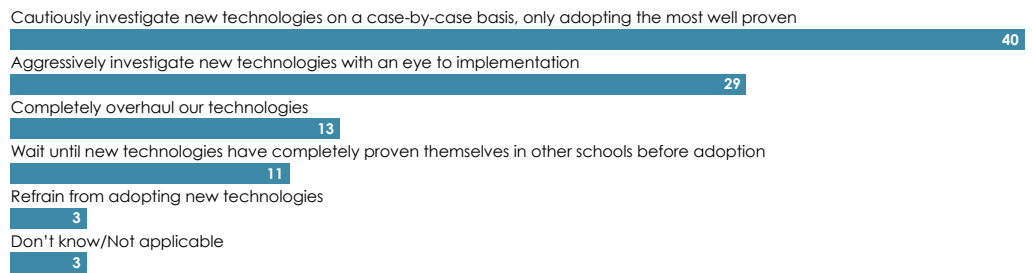 Cautiously investigate new technologies on a case-by-case basis, only adopting the most well proven
40
Aggressively investigate new technologies with an eye to implementation
29
Completely overhaul our technologies
13
Wait until new technologies have completely proven themselves in other schools before adoption
11
Refrain from adopting new technologies
3
Don’t know/Not applicable
3